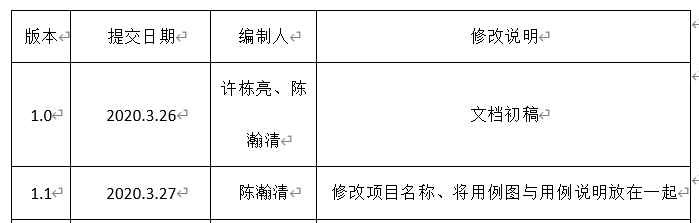 版本 提交日期 编制人 修改说明
1.0 2020.3.26 许栋亮、陈
瀚清 文档初稿
1.1 2020.3.27 陈瀚清 修改项目名称、将用例图与用例说明放在一起